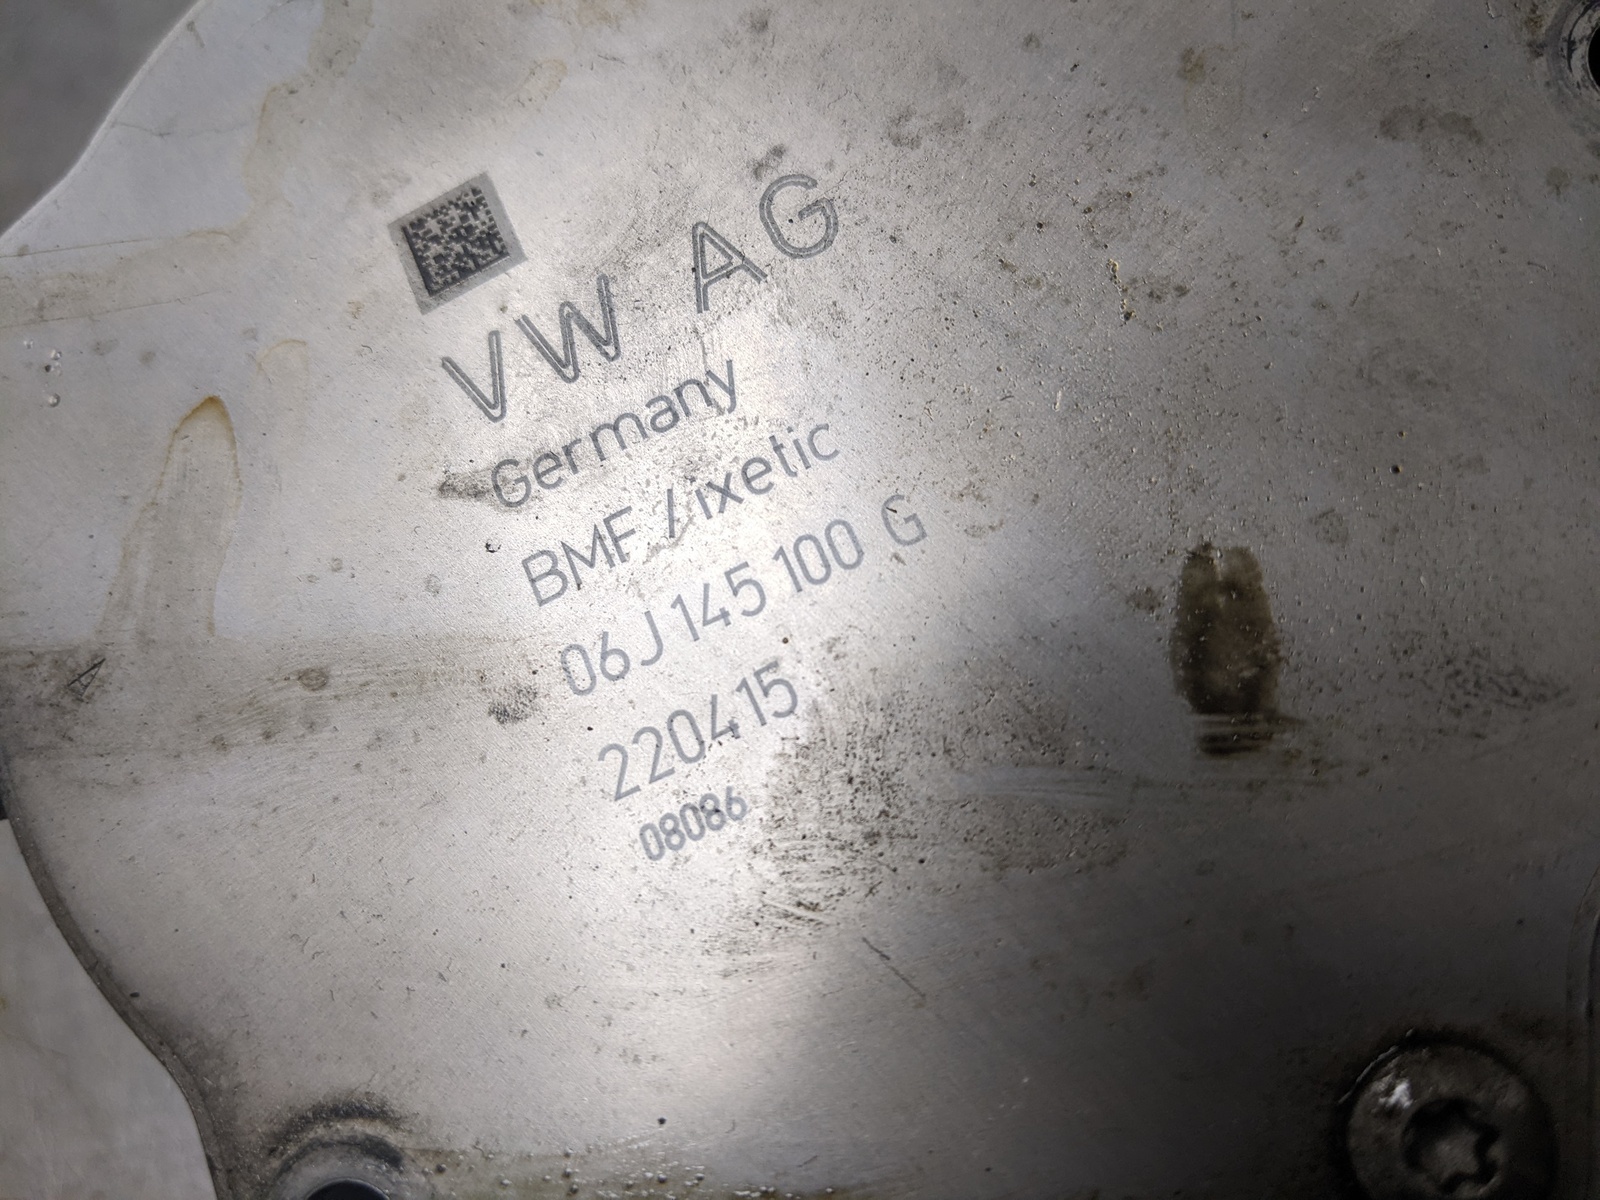 VW AG
Germany
BMF / ixetic
06J 145 100 G
220415
08086